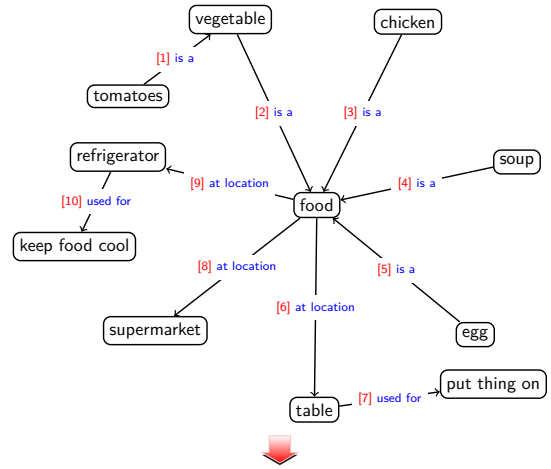 vegetable
chicken
[1] is a
tomatoes
[2] is a
[3] is a
refrigerator
soup
[9] at location
[4] is a
[10] used for
food
keep food cool
[8] at location
[5] is a
[6] at location
supermarket
egg
put thing on
[7] used for
table